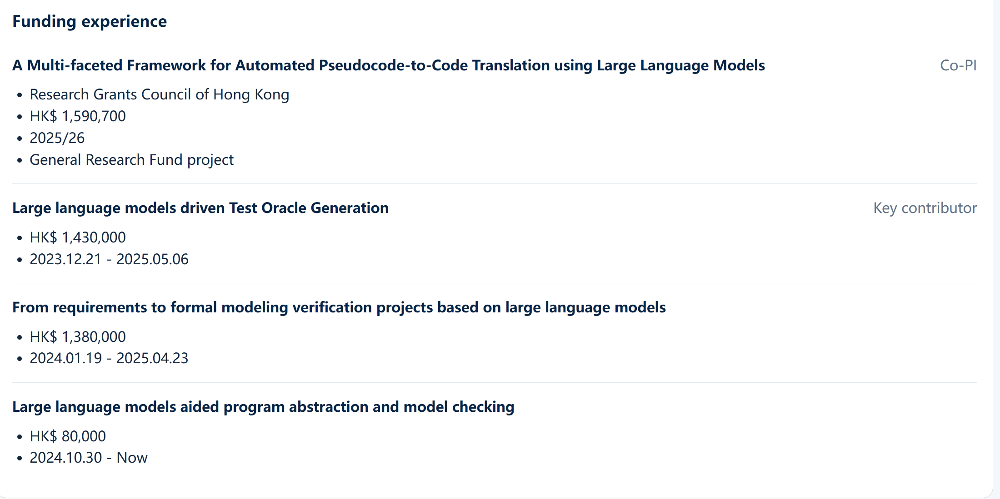 Funding experience
A Multi-faceted Framework for Automated Pseudocode-to-Code Translation using Large Language Models Co-PI
• Research Grants Council of Hong Kong
• HK$ 1,590,700
• 2025/26
• General Research Fund project
Large language models driven Test Oracle Generation Key contributor
• HK$ 1,430,000
• 2023.12.21 - 2025.05.06
From requirements to formal modeling verification projects based on large language models
• HK$ 1,380,000
• 2024.01.19 - 2025.04.23
Large language models aided program abstraction and model checking
• HK$ 80,000
• 2024.10.30 - Now